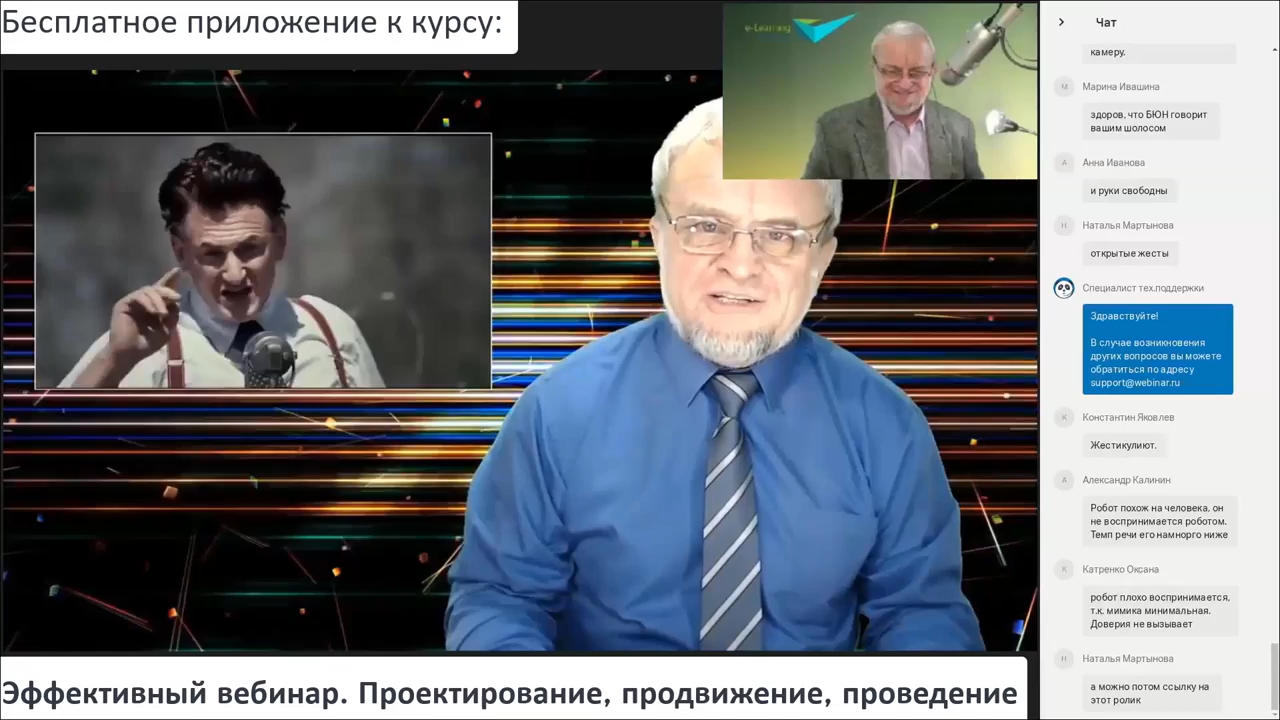 Бесплатное приложение к курсу:
e-Learning
Эффективный вебинар. Проектирование, продвижение, проведение
Чат
камеру.
М
Марина Ивашина
здоров, что БЮН говорит
вашим шолосом
А
Анна Иванова
и руки свободны
Н
Наталья Мартынова
открытые жесты
Специалист тех.поддержки
Здравствуйте!
В случае возникновения
других вопросов вы можете
обратиться по адресу
support@webinar.ru
К
Константин Яковлев
Жестикулиют.
А
Александр Калинин
Робот похож на человека, он
не воспринимается роботом.
Темп речи его намнорго ниже
К
Катренко Оксана
робот плохо воспринимается,
т.к. мимика минимальная.
Доверия не вызывает
Н
Наталья Мартынова
а можно потом ссылку на
этот ролик